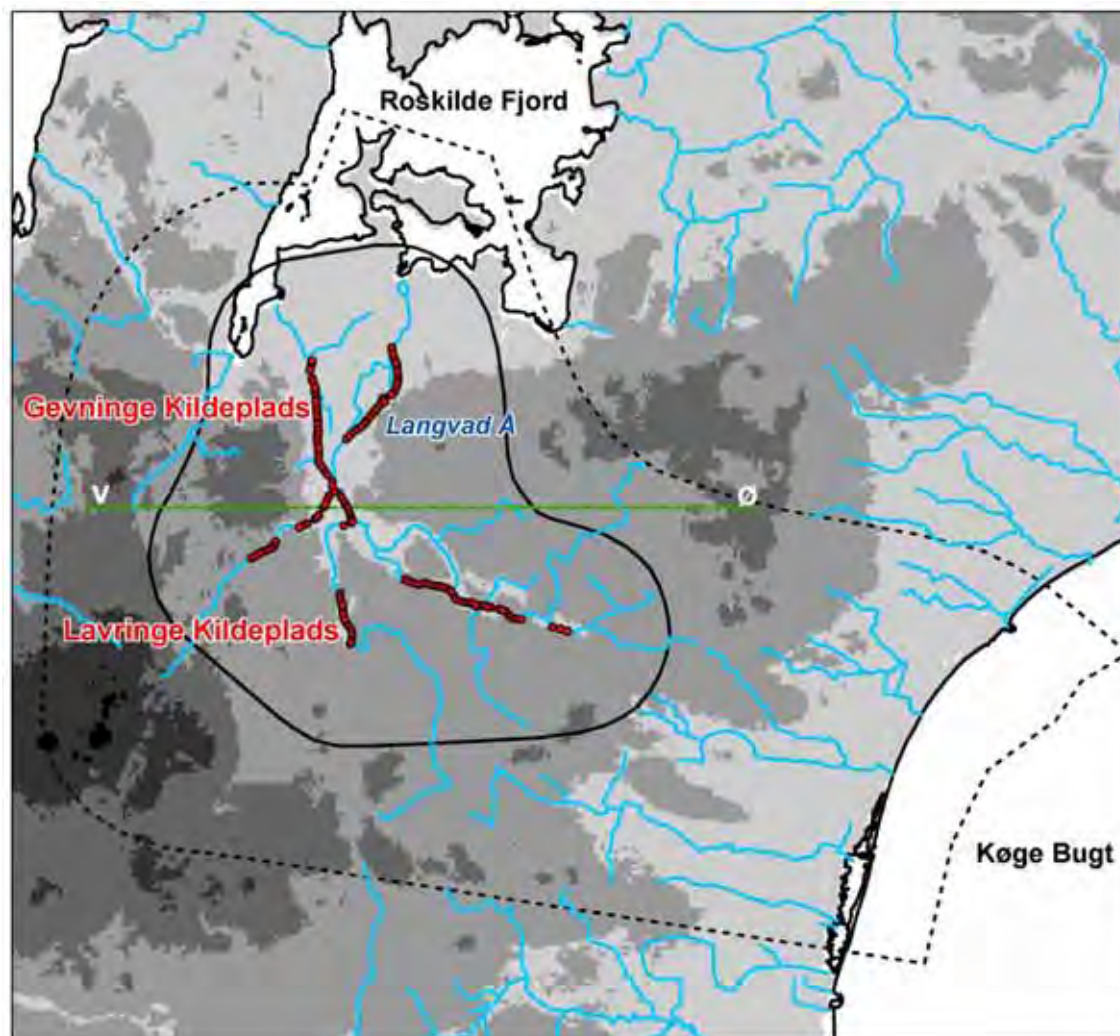 Roskilde Fjord
Gevninge Kildeplads
Langvad Å
V
Ø
Lavringe Kildeplads
Køge Bugt